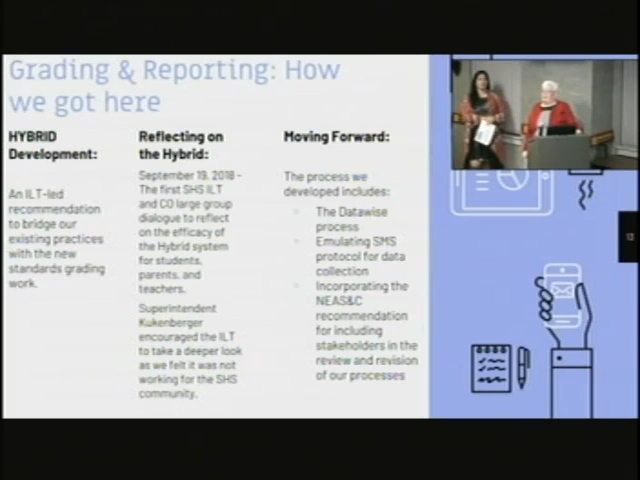 Grading & Reporting: How
we got here
HYBRID
Development:
An ILT-led
recommendation
to bridge our
existing practices
with the new
standards grading
work.
Reflecting on
the Hybrid:
September 19, 2018 -
The first SHS ILT
and CO large group
dialogue to reflect
on the efficacy of
the Hybrid system
for students,
parents, and
teachers.
Superintendent
Kukenberger
encouraged the ILT
to take a deeper look
as we felt it was not
working for the SHS
community.
Moving Forward:
The process we
developed includes:
The Datawise
process
Emulating SMS
protocol for data
collection
Incorporating the
NEAS&C
recommendation
for including
stakeholders in the
review and revision
of our processes